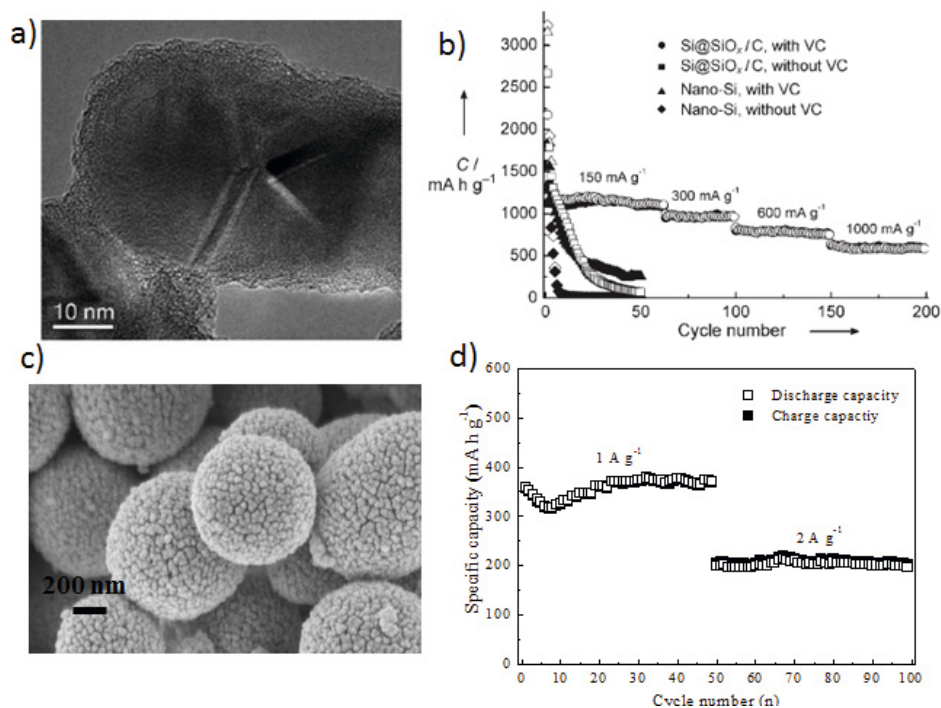 a)
10 nm
b)
C /
mA h g⁻¹
3000
2500
2000
1500
1000
500
0
Si@SiOₓ/C, with VC
Si@SiOₓ/C, without VC
Nano-Si, with VC
Nano-Si, without VC
150 mA g⁻¹
300 mA g⁻¹
600 mA g⁻¹
1000 mA g⁻¹
0 50 100 150 200
Cycle number
c)
200 nm
d)
Specific capacity (mA h g⁻¹)
600
500
400
300
200
100
0
Discharge capacity
Charge capactiy
1 A g⁻¹
2 A g⁻¹
0 10 20 30 40 50 60 70 80 90 100
Cycle number (n)